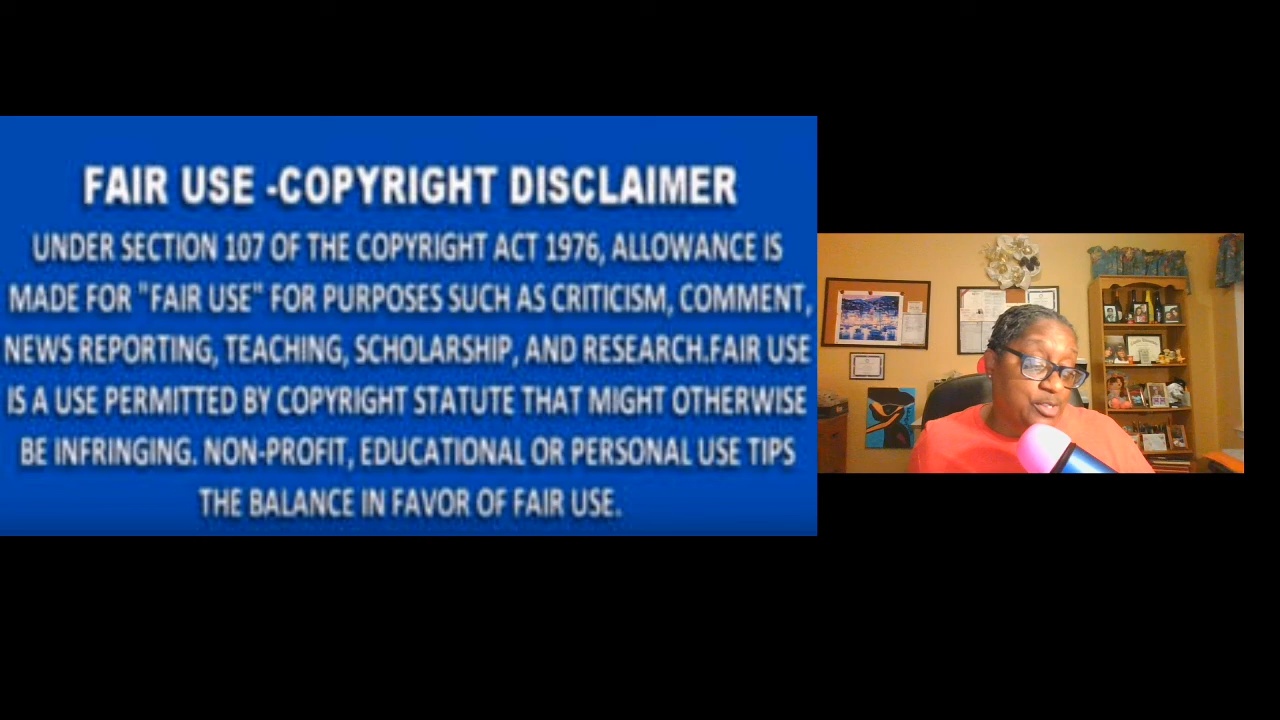 FAIR USE -COPYRIGHT DISCLAIMER
UNDER SECTION 107 OF THE COPYRIGHT ACT 1976, ALLOWANCE IS
MADE FOR "FAIR USE" FOR PURPOSES SUCH AS CRITICISM, COMMENT,
NEWS REPORTING, TEACHING, SCHOLARSHIP, AND RESEARCH.FAIR USE
IS A USE PERMITTED BY COPYRIGHT STATUTE THAT MIGHT OTHERWISE
BE INFRINGING. NON-PROFIT, EDUCATIONAL OR PERSONAL USE TIPS
THE BALANCE IN FAVOR OF FAIR USE.